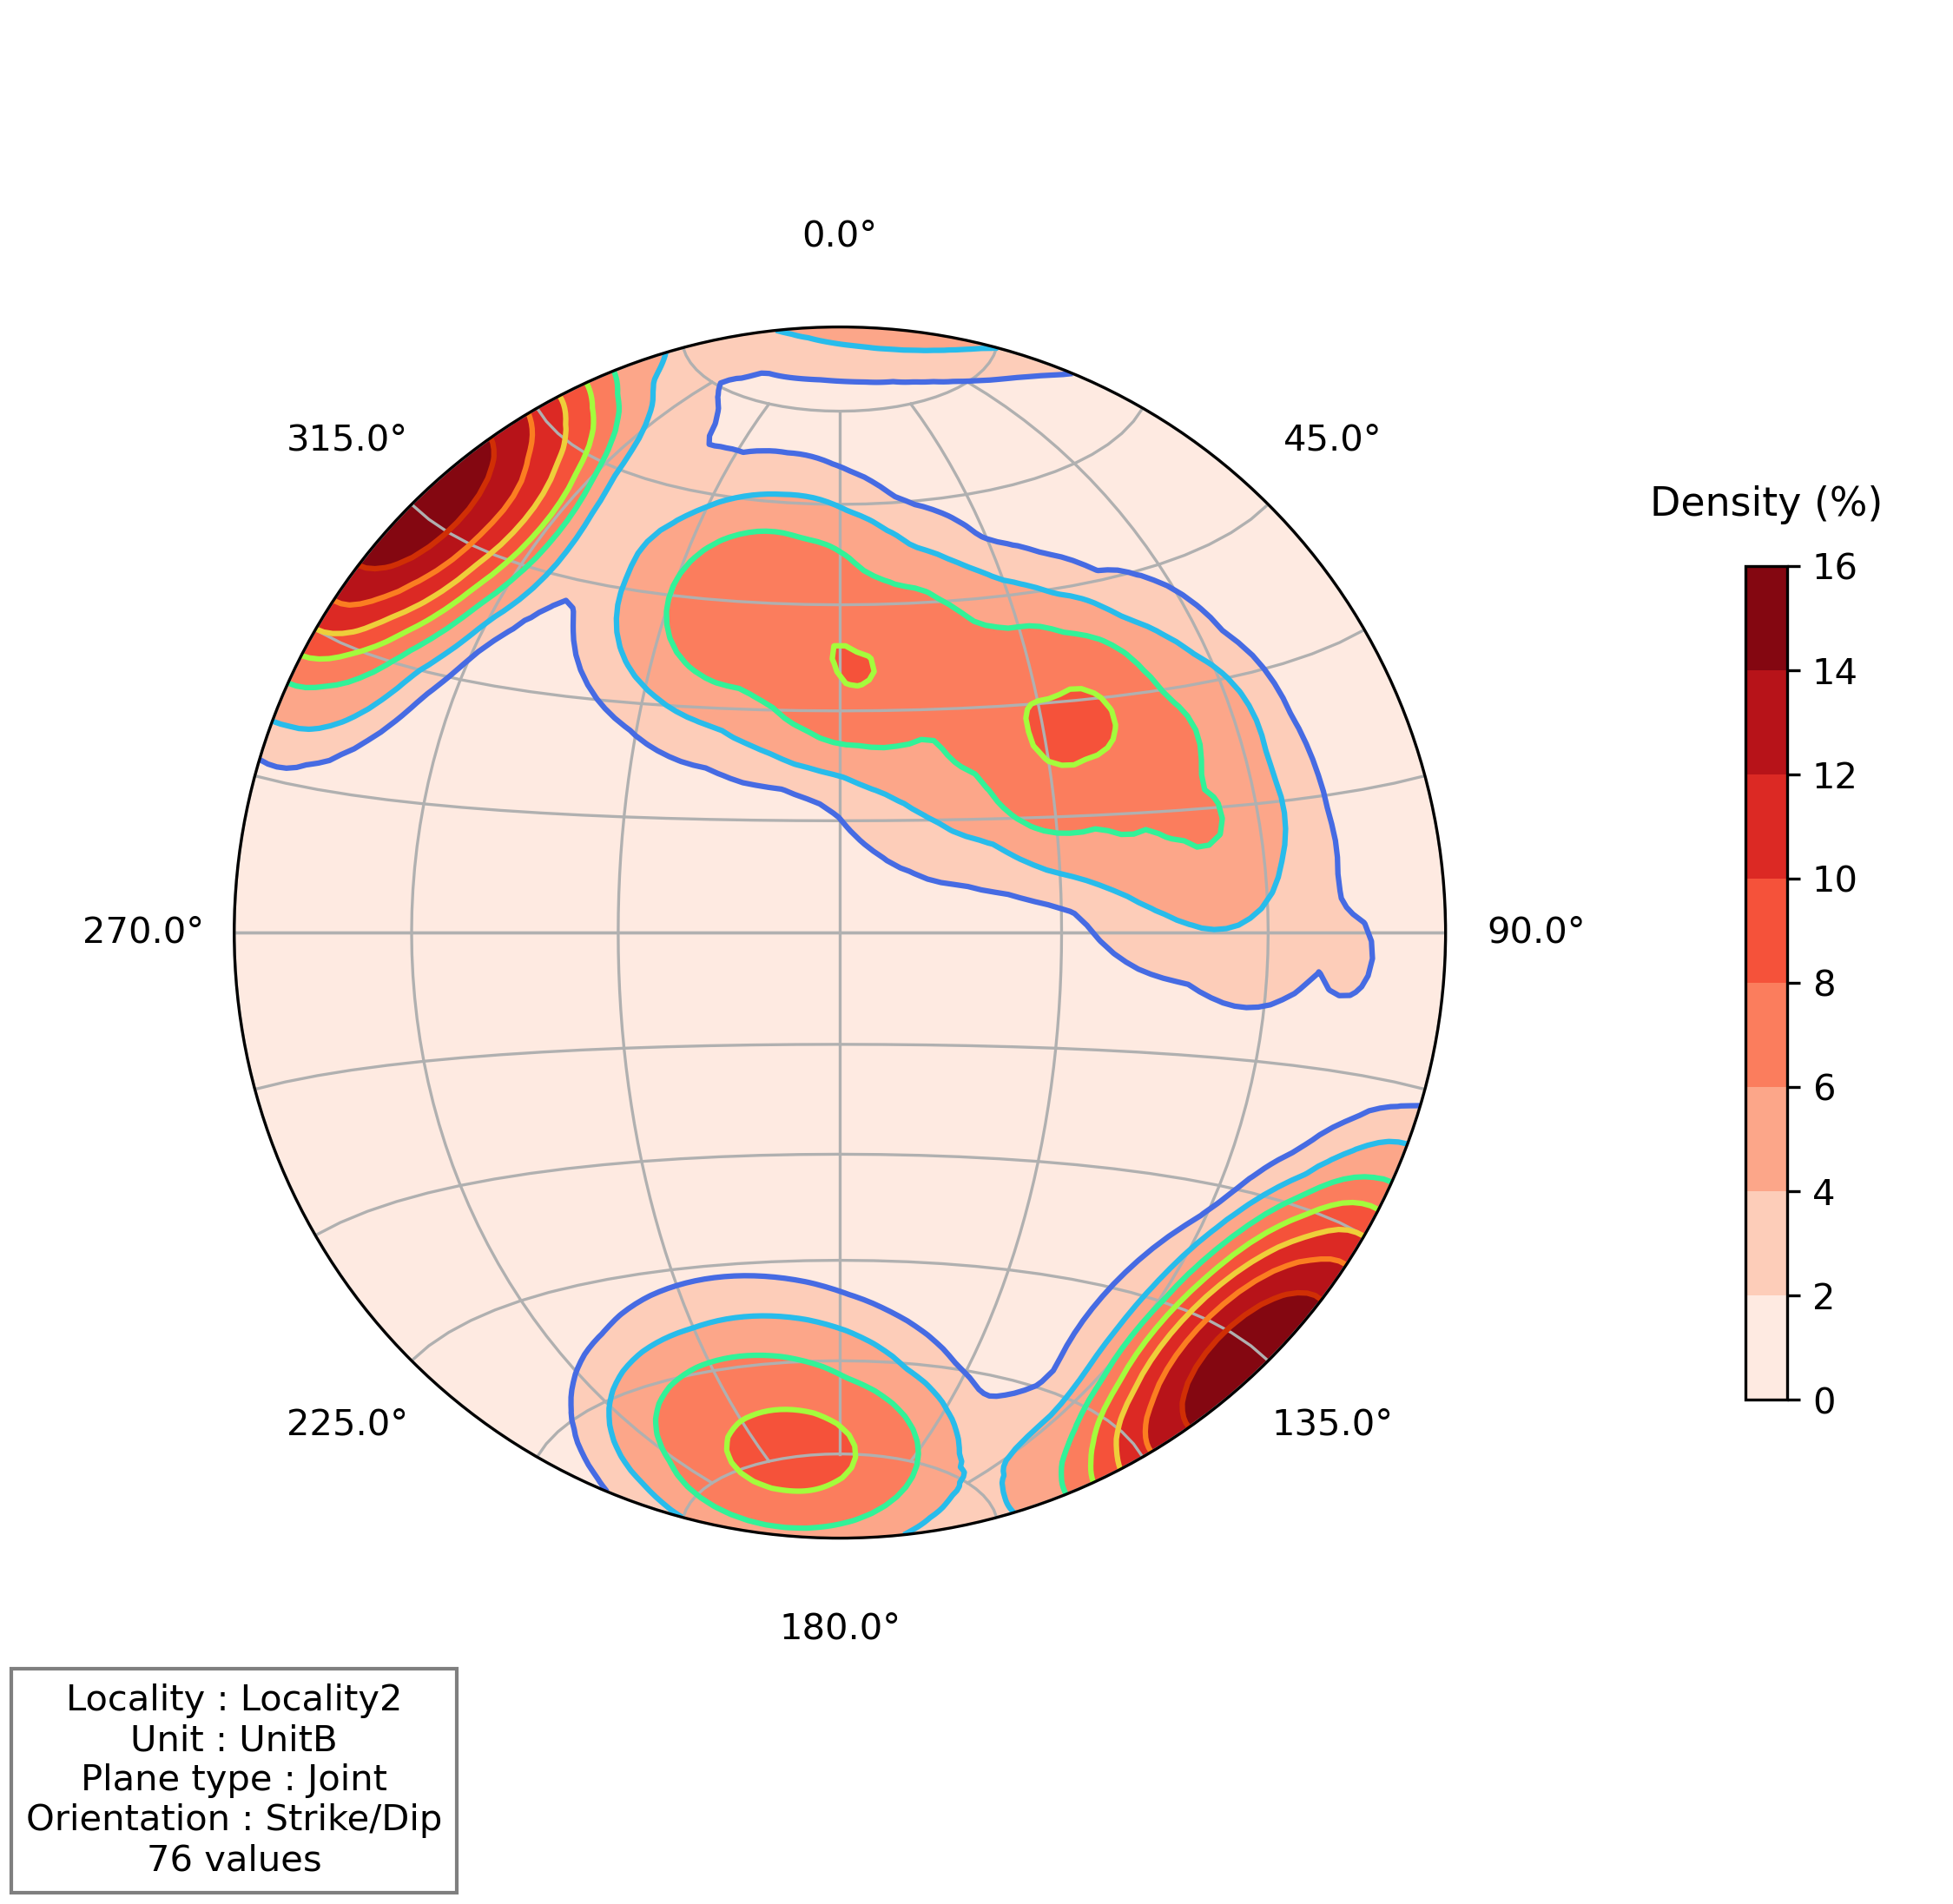 0.0°
315.0°
45.0°
Density (%)
16
14
12
270.0°
90.0°
10
8
6
4
2
0
225.0°
135.0°
180.0°
Locality : Locality2
Unit : UnitB
Plane type : Joint
Orientation : Strike/Dip
76 values